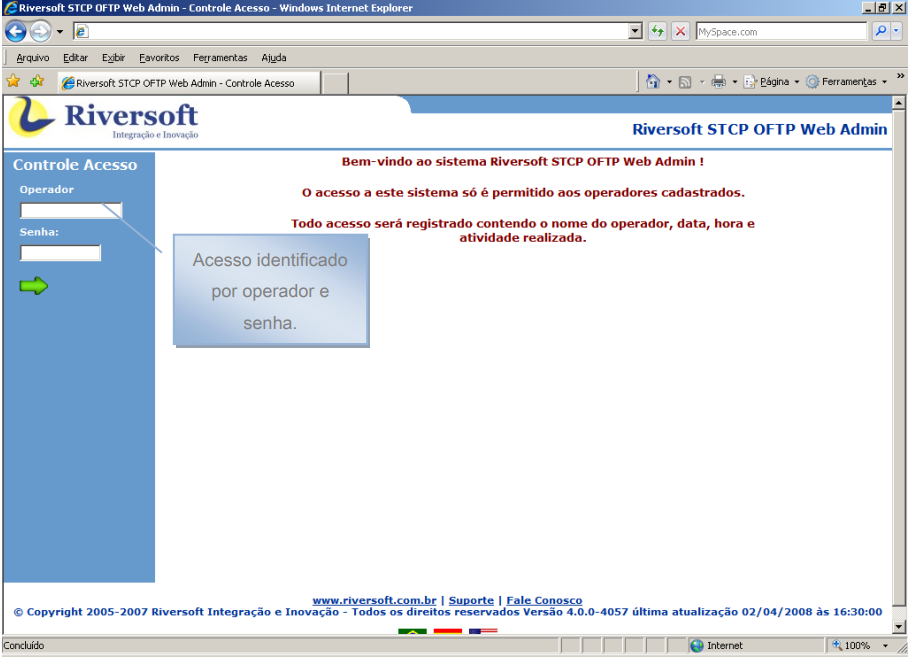 Riversoft STCP OFTP Web Admin - Controle Acesso - Windows Internet Explorer
MySpace.com
Arquivo Editar Exibir Favoritos Ferramentas Ajuda
Riversoft STCP OFTP Web Admin - Controle Acesso
Página Ferramentas »
Riversoft
Integração e Inovação
Riversoft STCP OFTP Web Admin
Controle Acesso
Operador
Senha:
Bem-vindo ao sistema Riversoft STCP OFTP Web Admin !
O acesso a este sistema só é permitido aos operadores cadastrados.
Todo acesso será registrado contendo o nome do operador, data, hora e
atividade realizada.
Acesso identificado
por operador e
senha.
www.riversoft.com.br | Suporte | Fale Conosco
© Copyright 2005-2007 Riversoft Integração e Inovação - Todos os direitos reservados Versão 4.0.0-4057 última atualização 02/04/2008 às 16:30:00
Concluído
Internet
100%